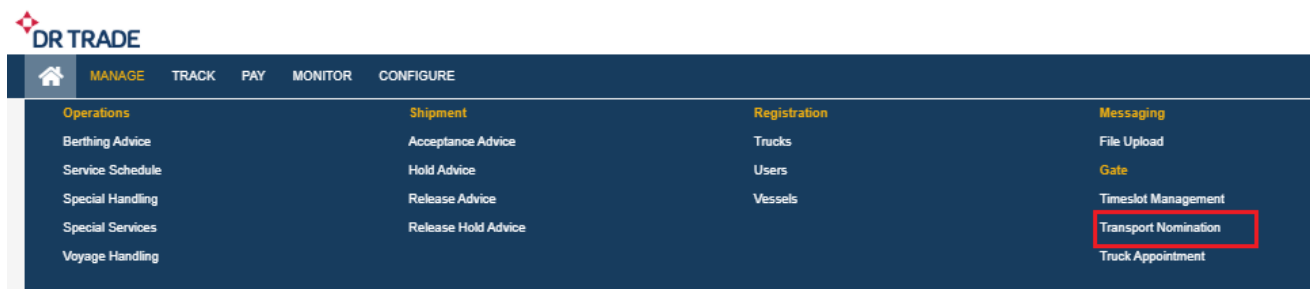 DR TRADE
MANAGE TRACK PAY MONITOR CONFIGURE
Operations
Berthing Advice
Service Schedule
Special Handling
Special Services
Voyage Handling
Shipment
Acceptance Advice
Hold Advice
Release Advice
Release Hold Advice
Registration
Trucks
Users
Vessels
Messaging
File Upload
Gate
Timeslot Management
Transport Nomination
Truck Appointment